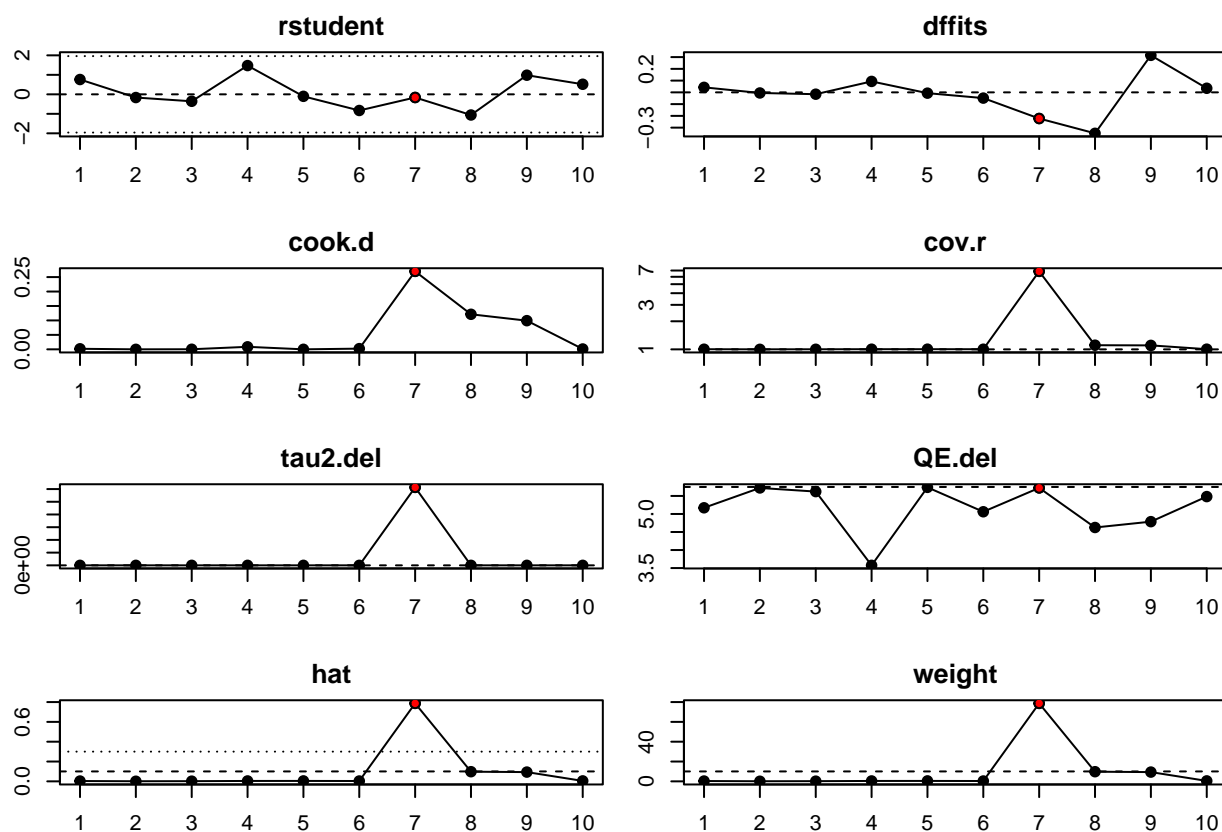 rstudent
2
0
−2
1 2 3 4 5 6 7 8 9 10
dffits
0.2
−0.3
1 2 3 4 5 6 7 8 9 10
cook.d
0.25
0.00
1 2 3 4 5 6 7 8 9 10
cov.r
7
3
1
1 2 3 4 5 6 7 8 9 10
tau2.del
0e+00
1 2 3 4 5 6 7 8 9 10
QE.del
5.0
3.5
1 2 3 4 5 6 7 8 9 10
hat
0.6
0.0
1 2 3 4 5 6 7 8 9 10
weight
40
0
1 2 3 4 5 6 7 8 9 10